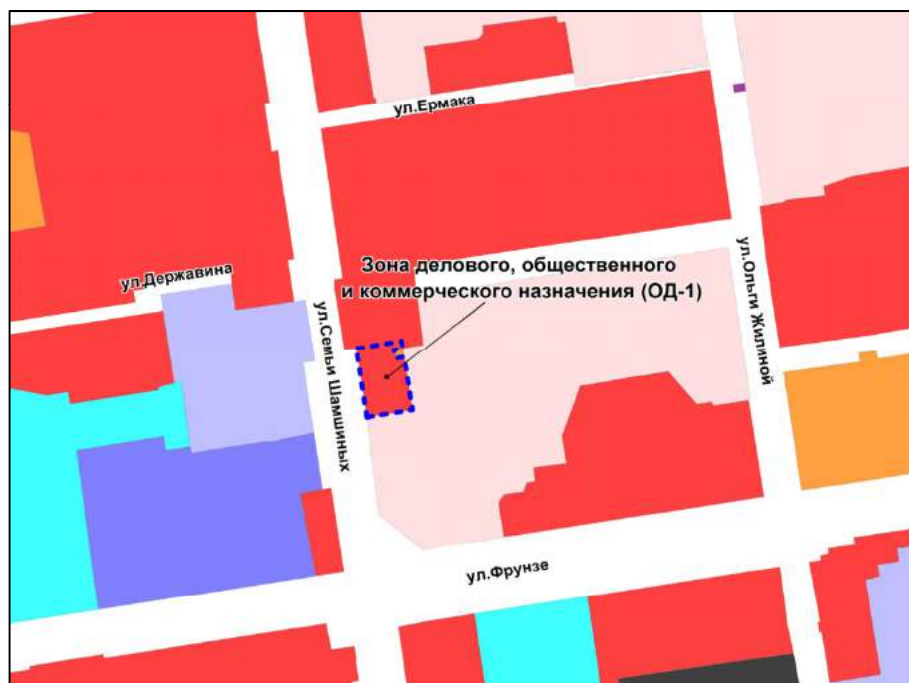 ул.Ермака
ул.Державина
Зона делового, общественного
и коммерческого назначения (ОД-1)
ул.Ольги Жилиной
ул.Семьи Шамшиных
ул.Фрунзе